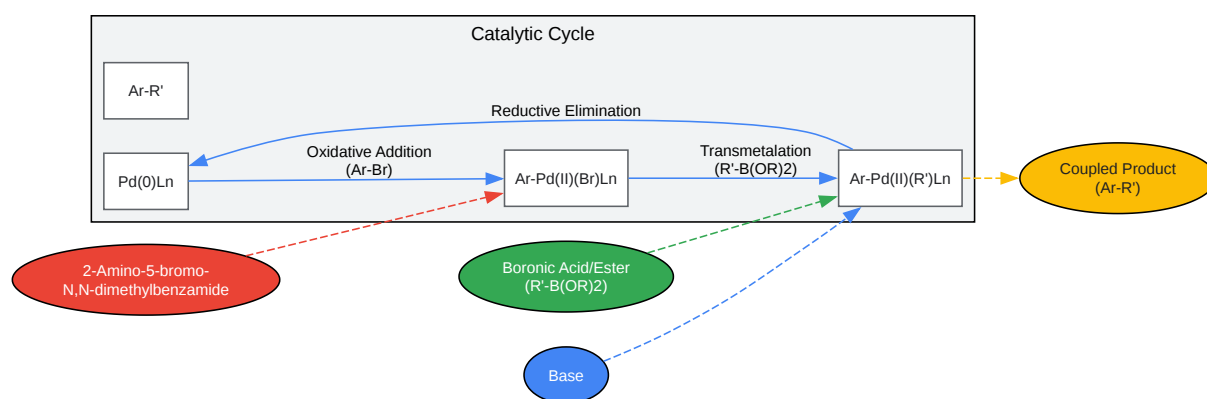 Catalytic Cycle
Ar-R'
Reductive Elimination
Oxidative Addition
(Ar-Br)
Transmetalation
(R'-B(OR)2)
Pd(0)Ln
Ar-Pd(II)(Br)Ln
Ar-Pd(II)(R')Ln
Coupled Product
(Ar-R')
2-Amino-5-bromo-
N,N-dimethylbenzamide
Boronic Acid/Ester
(R'-B(OR)2)
Base